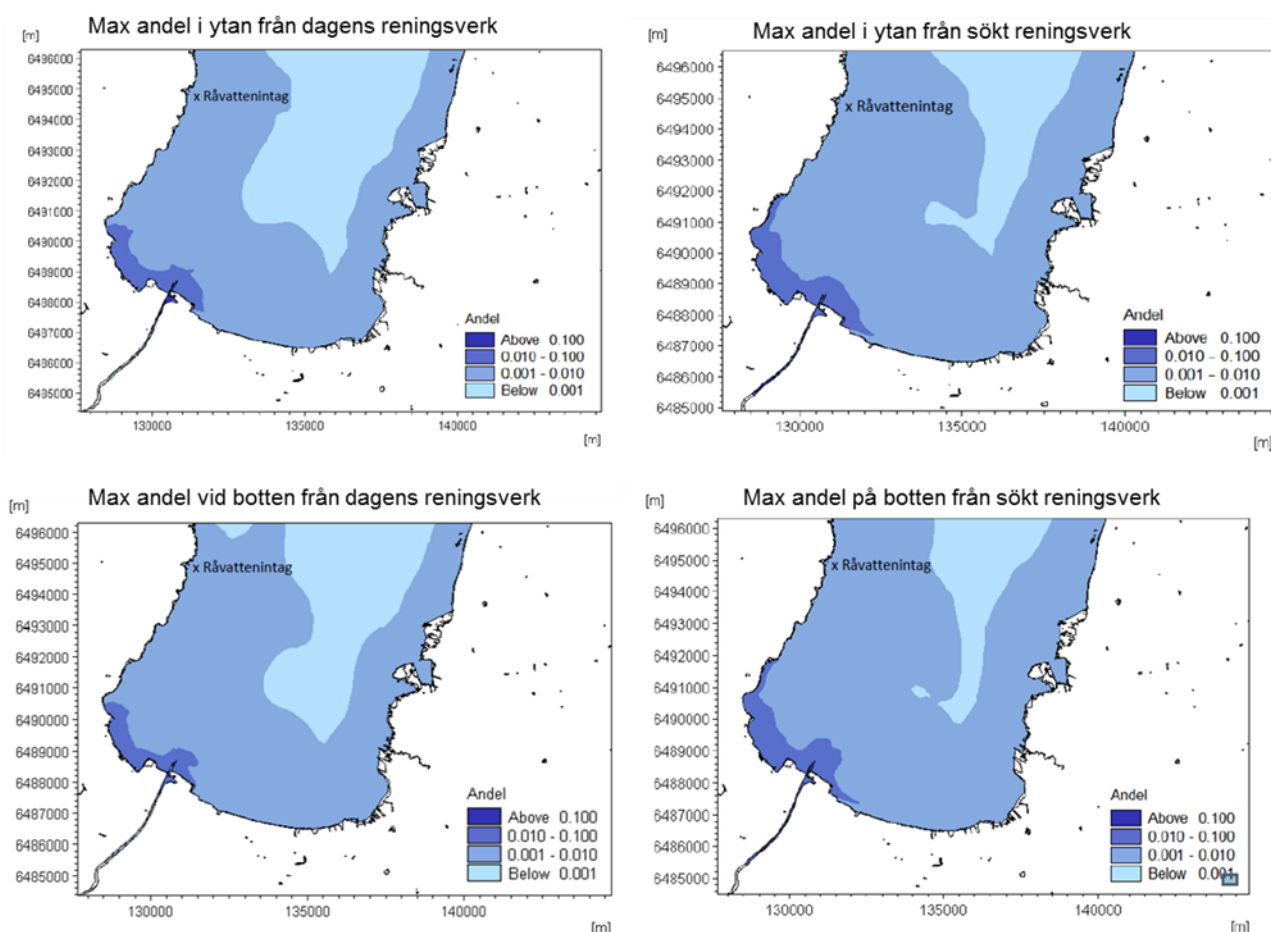 Max andel i ytan från dagens reningsverk
[m]
6496000
6495000
6494000
6493000
6492000
6491000
6490000
6489000
6488000
6487000
6486000
6485000
x Råvattenintag
Andel
Above 0.100
0.010 - 0.100
0.001 - 0.010
Below 0.001
130000 135000 140000
[m]
Max andel i ytan från sökt reningsverk
[m]
6496000
6495000
6494000
6493000
6492000
6491000
6490000
6489000
6488000
6487000
6486000
6485000
x Råvattenintag
Andel
Above 0.100
0.010 - 0.100
0.001 - 0.010
Below 0.001
130000 135000 140000
[m]
Max andel vid botten från dagens reningsverk
[m]
6496000
6495000
6494000
6493000
6492000
6491000
6490000
6489000
6488000
6487000
6486000
6485000
x Råvattenintag
Andel
Above 0.100
0.010 - 0.100
0.001 - 0.010
Below 0.001
130000 135000 140000
[m]
Max andel på botten från sökt reningsverk
[m]
6496000
6495000
6494000
6493000
6492000
6491000
6490000
6489000
6488000
6487000
6486000
6485000
x Råvattenintag
Andel
Above 0.100
0.010 - 0.100
0.001 - 0.010
Below 0.001
130000 135000 140000
[m]